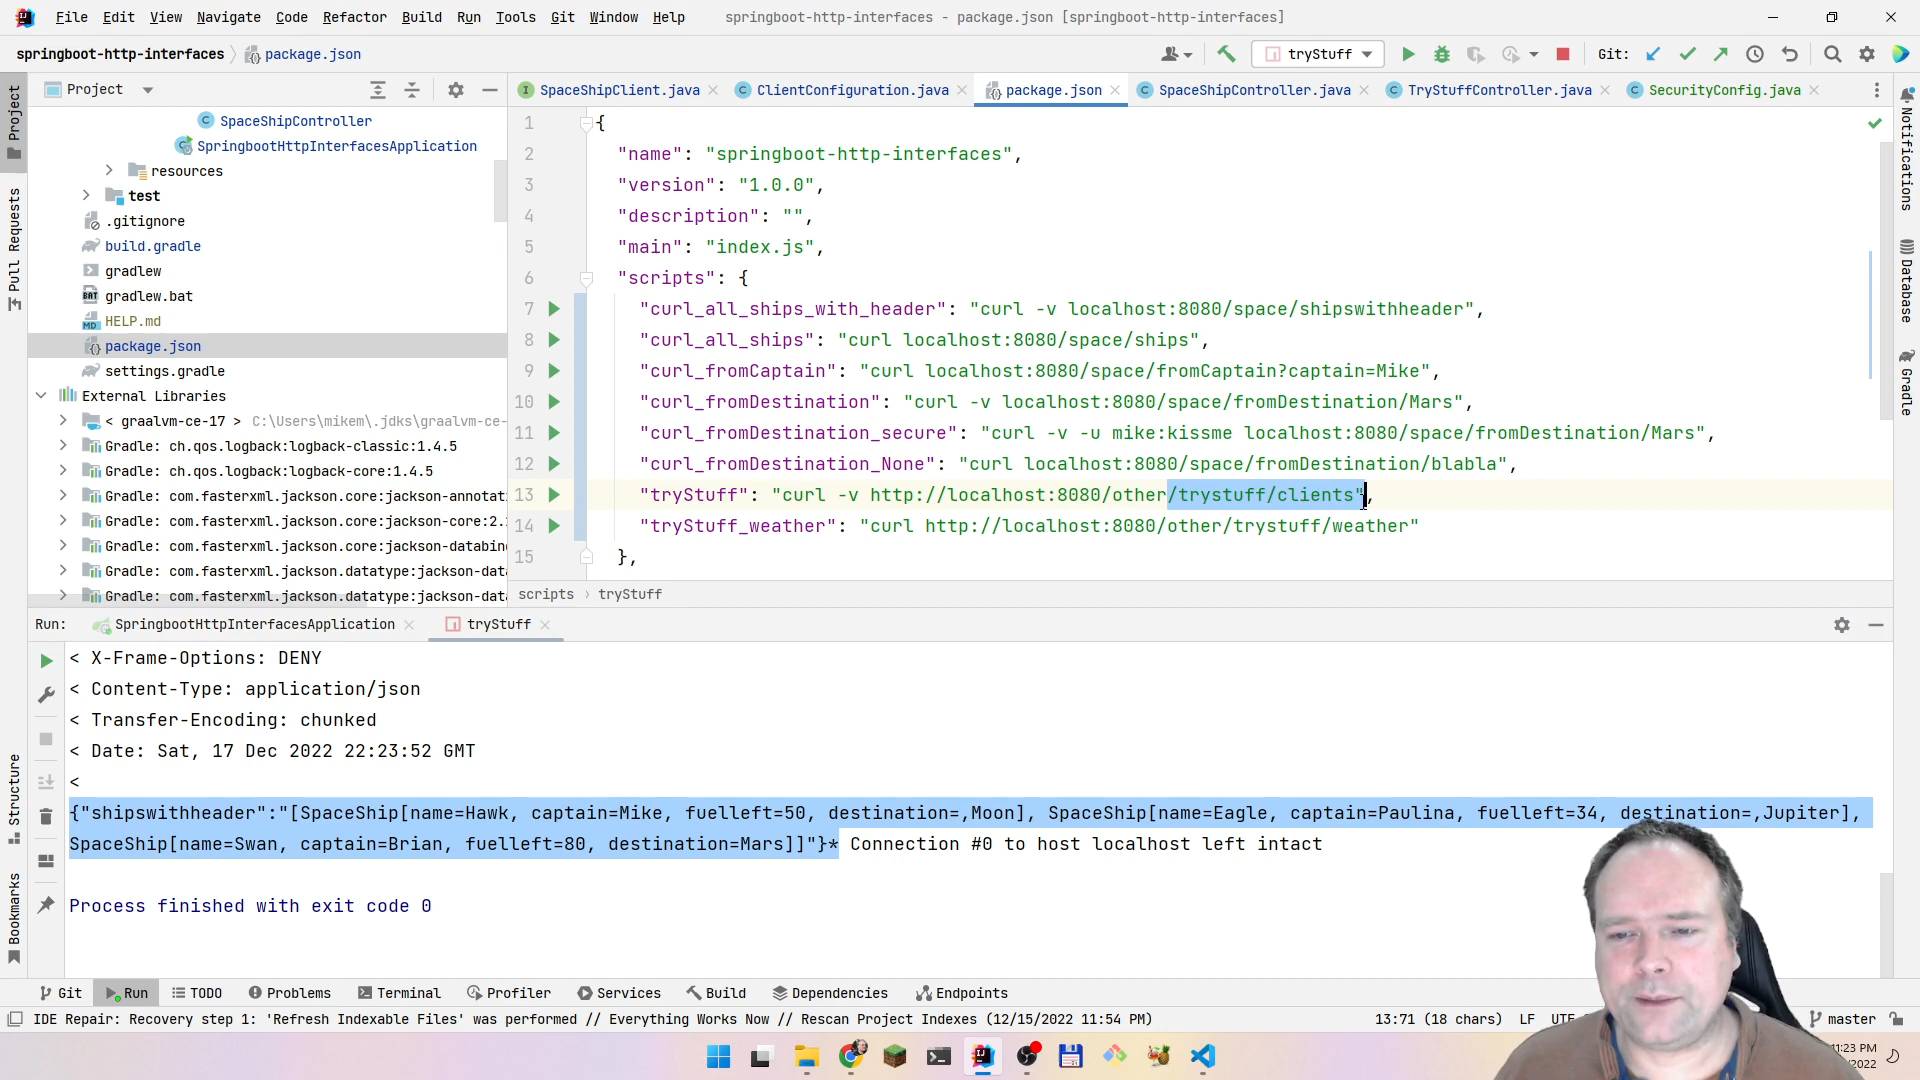 File Edit View Navigate Code Refactor Build Run Tools Git Window Help springboot-http-interfaces - package.json [springboot-http-interfaces]
springboot-http-interfaces package.json tryStuff Git:
Project
SpaceShipClient.java ClientConfiguration.java package.json SpaceShipController.java TryStuffController.java SecurityConfig.java
SpaceShipController
SpringbootHttpInterfacesApplication
resources
test
.gitignore
build.gradle
gradlew
gradlew.bat
HELP.md
package.json
settings.gradle
External Libraries
< graalvm-ce-17 > C:\Users\mikem\.jdks\graalvm-ce-
Gradle: ch.qos.logback:logback-classic:1.4.5
Gradle: ch.qos.logback:logback-core:1.4.5
Gradle: com.fasterxml.jackson.core:jackson-annotat
Gradle: com.fasterxml.jackson.core:jackson-core:2.
Gradle: com.fasterxml.jackson.core:jackson-databin
Gradle: com.fasterxml.jackson.datatype:jackson-dat
Gradle: com.fasterxml.jackson.datatype:jackson-dat
1 {
2 "name": "springboot-http-interfaces",
3 "version": "1.0.0",
4 "description": "",
5 "main": "index.js",
6 "scripts": {
7 "curl_all_ships_with_header": "curl -v localhost:8080/space/shipswithheader",
8 "curl_all_ships": "curl localhost:8080/space/ships",
9 "curl_fromCaptain": "curl localhost:8080/space/fromCaptain?captain=Mike",
10 "curl_fromDestination": "curl -v localhost:8080/space/fromDestination/Mars",
11 "curl_fromDestination_secure": "curl -v -u mike:kissme localhost:8080/space/fromDestination/Mars",
12 "curl_fromDestination_None": "curl localhost:8080/space/fromDestination/blabla",
13 "tryStuff": "curl -v http://localhost:8080/other/trystuff/clients",
14 "tryStuff_weather": "curl http://localhost:8080/other/trystuff/weather"
15 },
scripts › tryStuff
Project
Pull Requests
Structure
Bookmarks
Notifications
Database
Gradle
Run: SpringbootHttpInterfacesApplication tryStuff
< X-Frame-Options: DENY
< Content-Type: application/json
< Transfer-Encoding: chunked
< Date: Sat, 17 Dec 2022 22:23:52 GMT
<
{"shipswithheader":"[SpaceShip[name=Hawk, captain=Mike, fuelleft=50, destination=,Moon], SpaceShip[name=Eagle, captain=Paulina, fuelleft=34, destination=,Jupiter],
SpaceShip[name=Swan, captain=Brian, fuelleft=80, destination=Mars]]"}* Connection #0 to host localhost left intact
Process finished with exit code 0
Git Run TODO Problems Terminal Profiler Services Build Dependencies Endpoints
IDE Repair: Recovery step 1: 'Refresh Indexable Files' was performed // Everything Works Now // Rescan Project Indexes (12/15/2022 11:54 PM) 13:71 (18 chars) LF master
11:23 PM